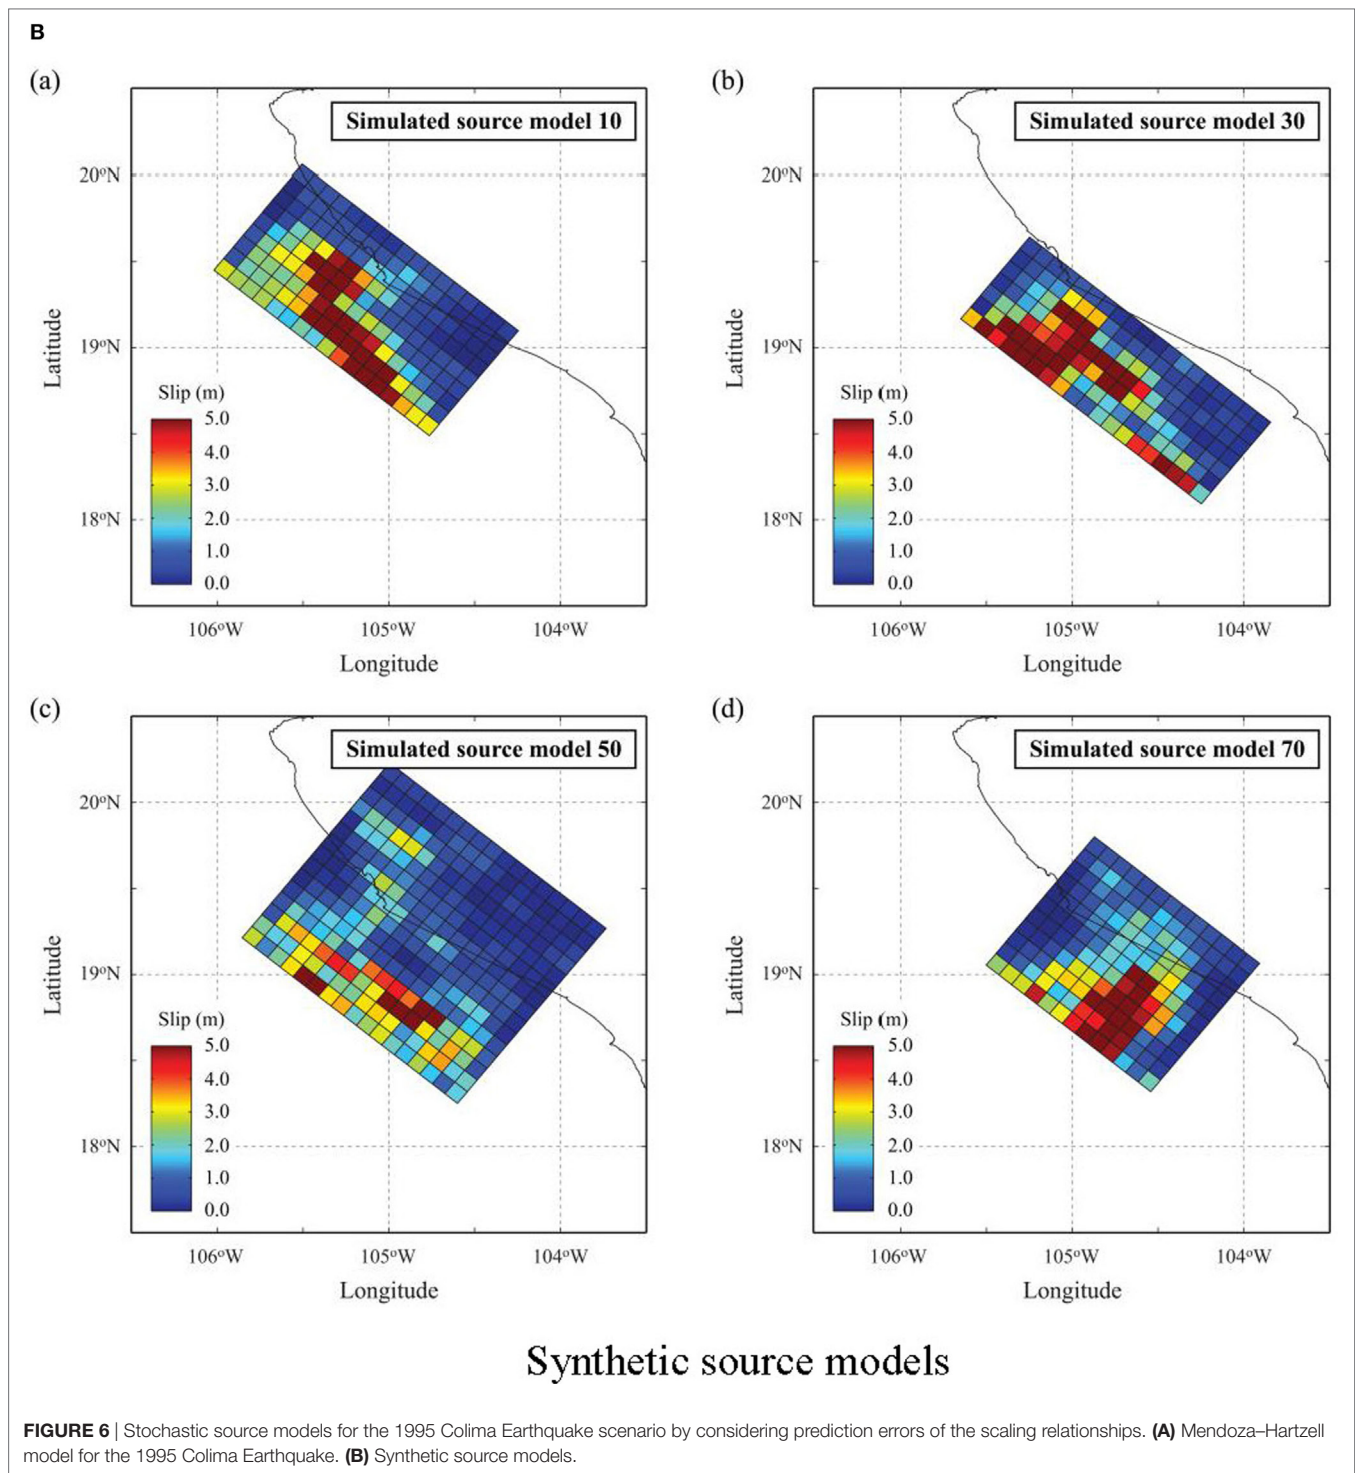 B
(a)
Simulated source model 10
20°N
19°N
18°N
Latitude
Slip (m)
5.0
4.0
3.0
2.0
1.0
0.0
106°W 105°W 104°W
Longitude
(b)
Simulated source model 30
20°N
19°N
18°N
Latitude
Slip (m)
5.0
4.0
3.0
2.0
1.0
0.0
106°W 105°W 104°W
Longitude
(c)
Simulated source model 50
20°N
19°N
18°N
Latitude
Slip (m)
5.0
4.0
3.0
2.0
1.0
0.0
106°W 105°W 104°W
Longitude
(d)
Simulated source model 70
20°N
19°N
18°N
Latitude
Slip (m)
5.0
4.0
3.0
2.0
1.0
0.0
106°W 105°W 104°W
Longitude
Synthetic source models
FIGURE 6 | Stochastic source models for the 1995 Colima Earthquake scenario by considering prediction errors of the scaling relationships. (A) Mendoza–Hartzell
model for the 1995 Colima Earthquake. (B) Synthetic source models.